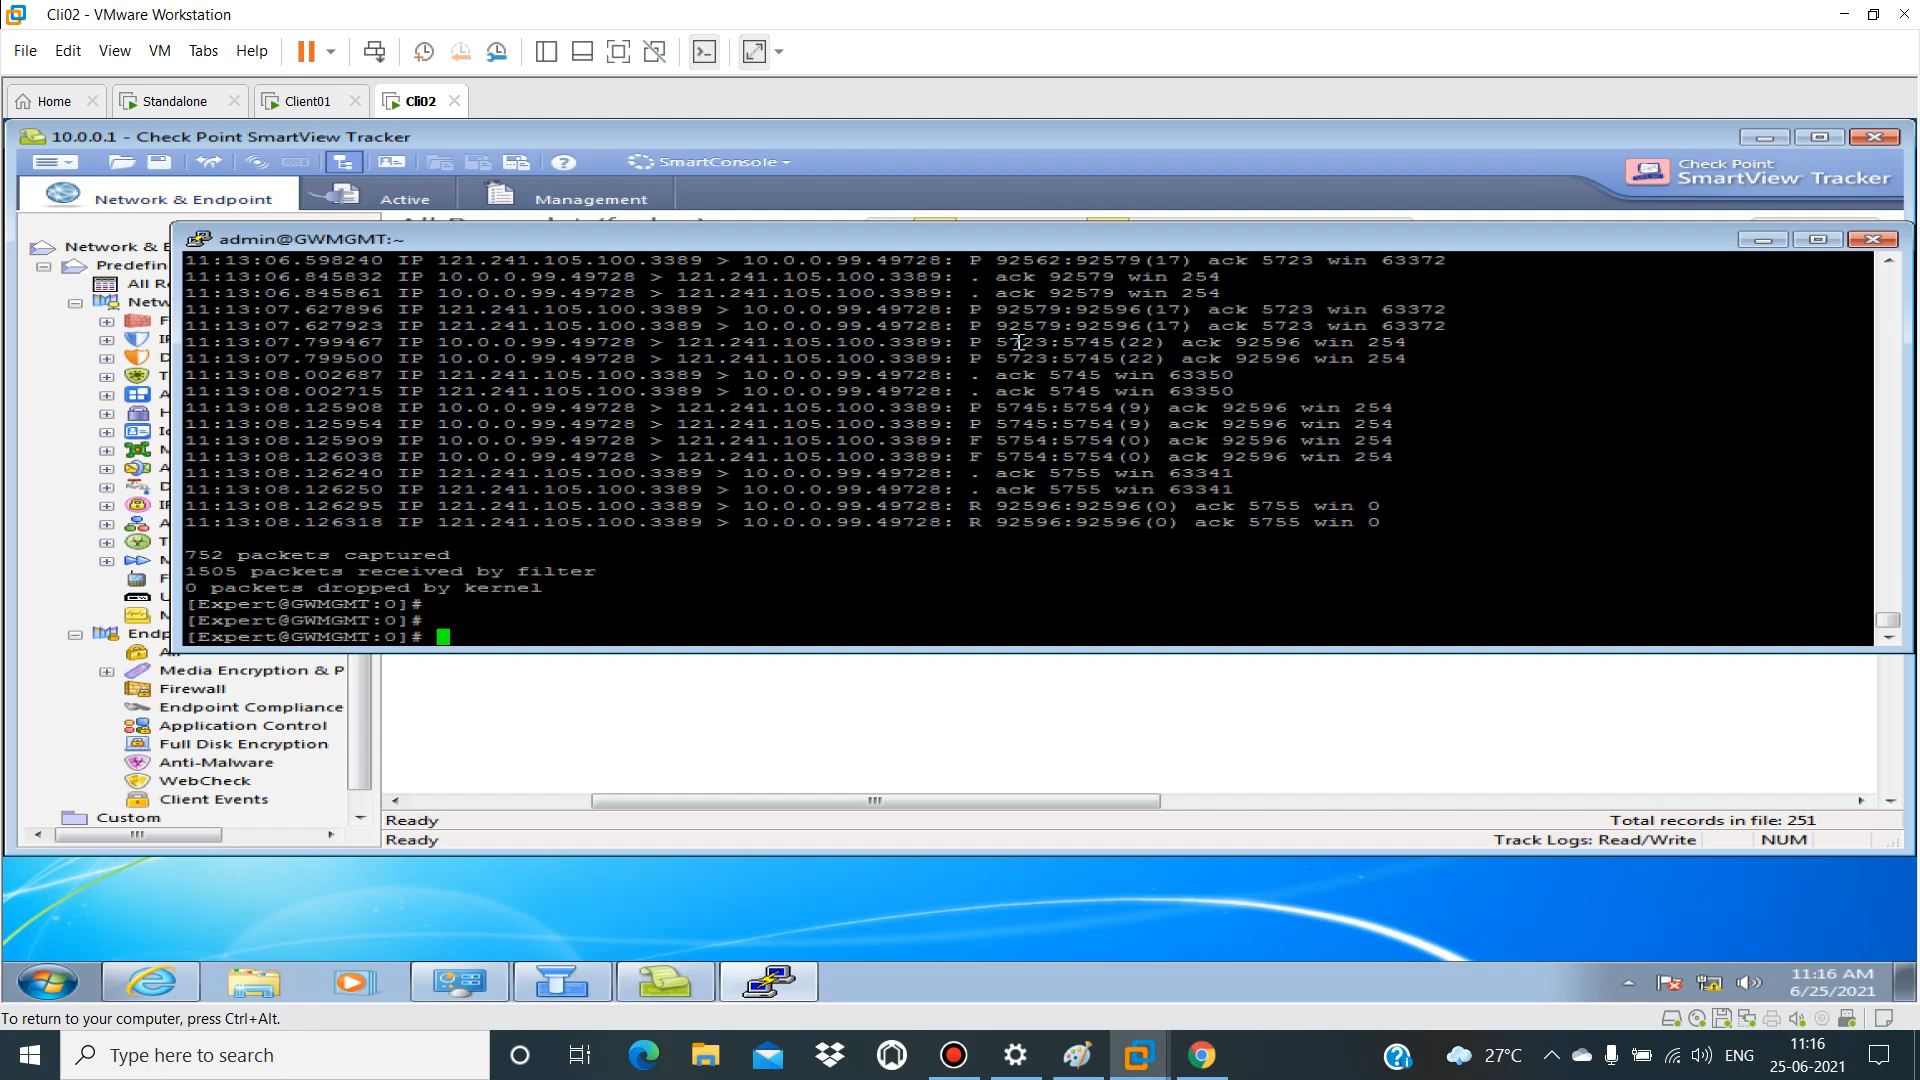 Cli02 - VMware Workstation
File Edit View VM Tabs Help
Home Standalone Client01 Cli02
10.0.0.1 - Check Point SmartView Tracker
SmartConsole
Check Point
SmartView Tracker
Network & Endpoint Active Management
admin@GWMGMT:~
Network & E
Predefin
All R
Netw
11:13:06.598240 IP 121.241.105.100.3389 > 10.0.0.99.49728: P 92562:92579(17) ack 5723 win 63372
11:13:06.845832 IP 10.0.0.99.49728 > 121.241.105.100.3389: . ack 92579 win 254
11:13:06.845861 IP 10.0.0.99.49728 > 121.241.105.100.3389: . ack 92579 win 254
11:13:07.627896 IP 121.241.105.100.3389 > 10.0.0.99.49728: P 92579:92596(17) ack 5723 win 63372
11:13:07.627923 IP 121.241.105.100.3389 > 10.0.0.99.49728: P 92579:92596(17) ack 5723 win 63372
11:13:07.799467 IP 10.0.0.99.49728 > 121.241.105.100.3389: P 5723:5745(22) ack 92596 win 254
11:13:07.799500 IP 10.0.0.99.49728 > 121.241.105.100.3389: P 5723:5745(22) ack 92596 win 254
11:13:08.002687 IP 121.241.105.100.3389 > 10.0.0.99.49728: . ack 5745 win 63350
11:13:08.002715 IP 121.241.105.100.3389 > 10.0.0.99.49728: . ack 5745 win 63350
11:13:08.125908 IP 10.0.0.99.49728 > 121.241.105.100.3389: P 5745:5754(9) ack 92596 win 254
11:13:08.125954 IP 10.0.0.99.49728 > 121.241.105.100.3389: P 5745:5754(9) ack 92596 win 254
11:13:08.125909 IP 10.0.0.99.49728 > 121.241.105.100.3389: F 5754:5754(0) ack 92596 win 254
11:13:08.126038 IP 10.0.0.99.49728 > 121.241.105.100.3389: F 5754:5754(0) ack 92596 win 254
11:13:08.126240 IP 121.241.105.100.3389 > 10.0.0.99.49728: . ack 5755 win 63341
11:13:08.126250 IP 121.241.105.100.3389 > 10.0.0.99.49728: . ack 5755 win 63341
11:13:08.126295 IP 121.241.105.100.3389 > 10.0.0.99.49728: R 92596:92596(0) ack 5755 win 0
11:13:08.126318 IP 121.241.105.100.3389 > 10.0.0.99.49728: R 92596:92596(0) ack 5755 win 0
752 packets captured
1505 packets received by filter
0 packets dropped by kernel
[Expert@GWMGMT:0]#
[Expert@GWMGMT:0]#
[Expert@GWMGMT:0]#
Endp
Media Encryption & P
Firewall
Endpoint Compliance
Application Control
Full Disk Encryption
Anti-Malware
WebCheck
Client Events
Custom
Ready Total records in file: 251
Ready Track Logs: Read/Write NUM
11:16 AM
6/25/2021
To return to your computer, press Ctrl+Alt.
Type here to search
27°C ENG
11:16
25-06-2021